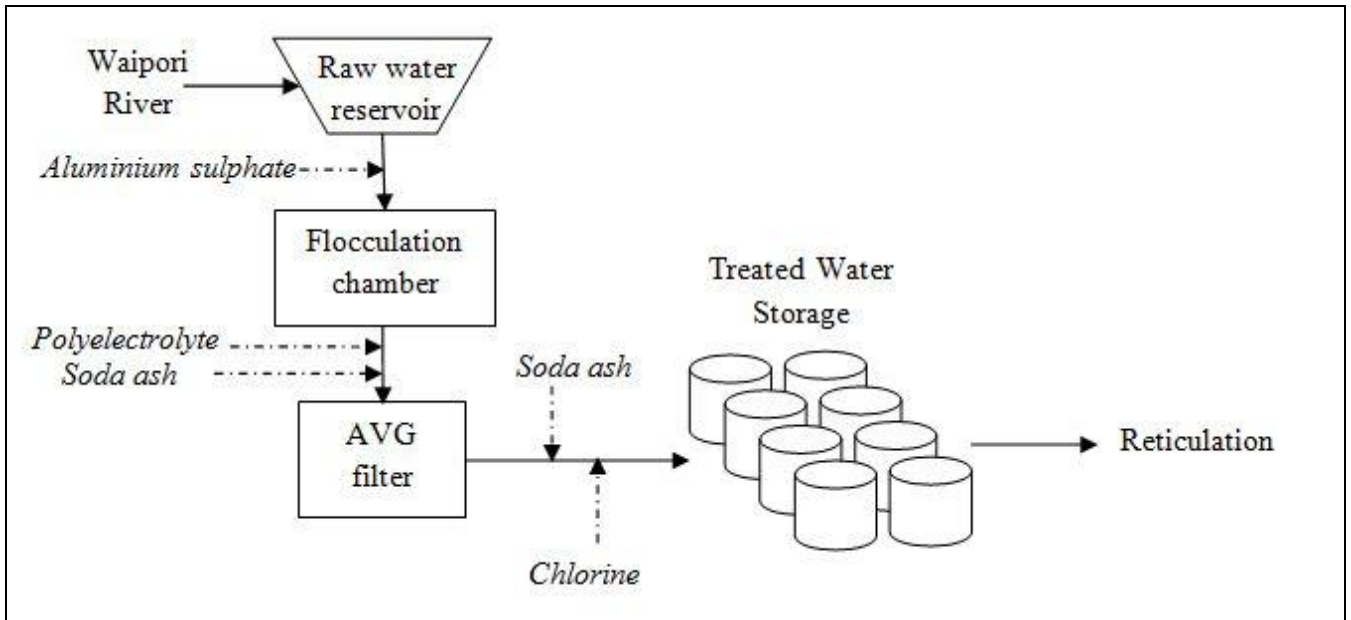 Waipori
River
Raw water
reservoir
Aluminium sulphate
Flocculation
chamber
Polyelectrolyte
Soda ash
AVG
filter
Soda ash
Chlorine
Treated Water
Storage
Reticulation